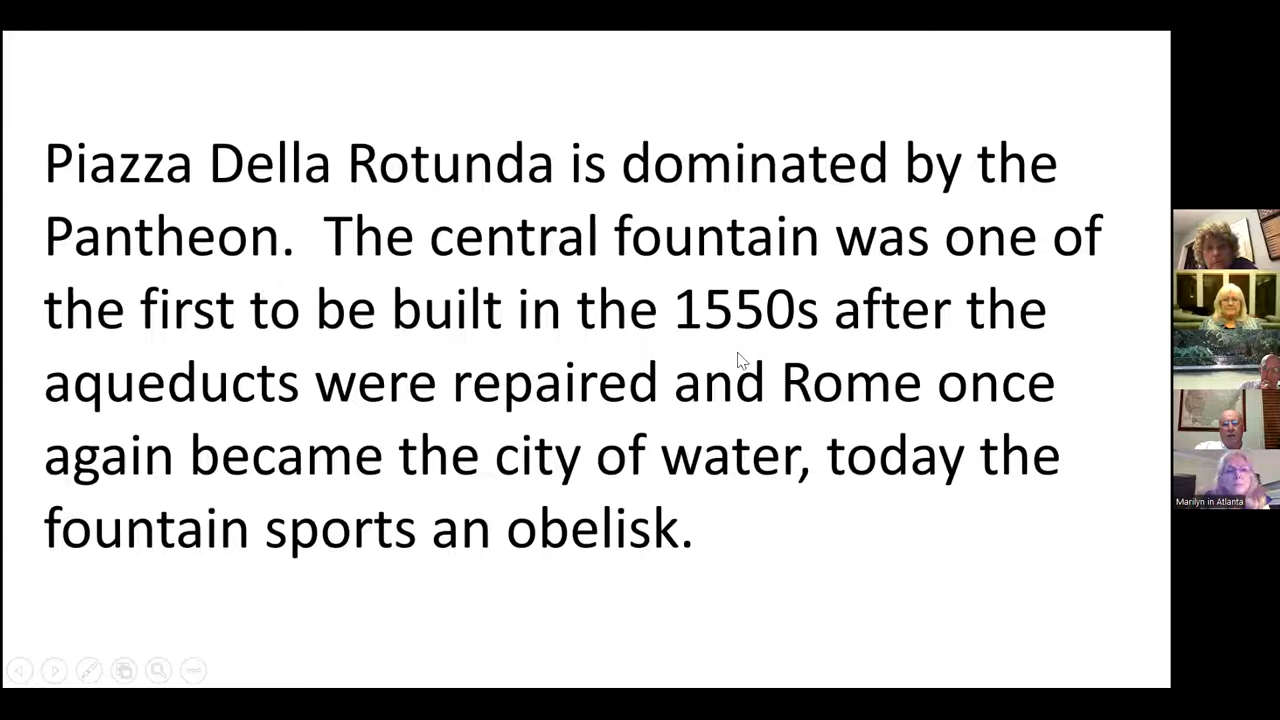 Piazza Della Rotunda is dominated by the
Pantheon.  The central fountain was one of
the first to be built in the 1550s after the
aqueducts were repaired and Rome once
again became the city of water, today the
fountain sports an obelisk.
Marilyn in Atlanta